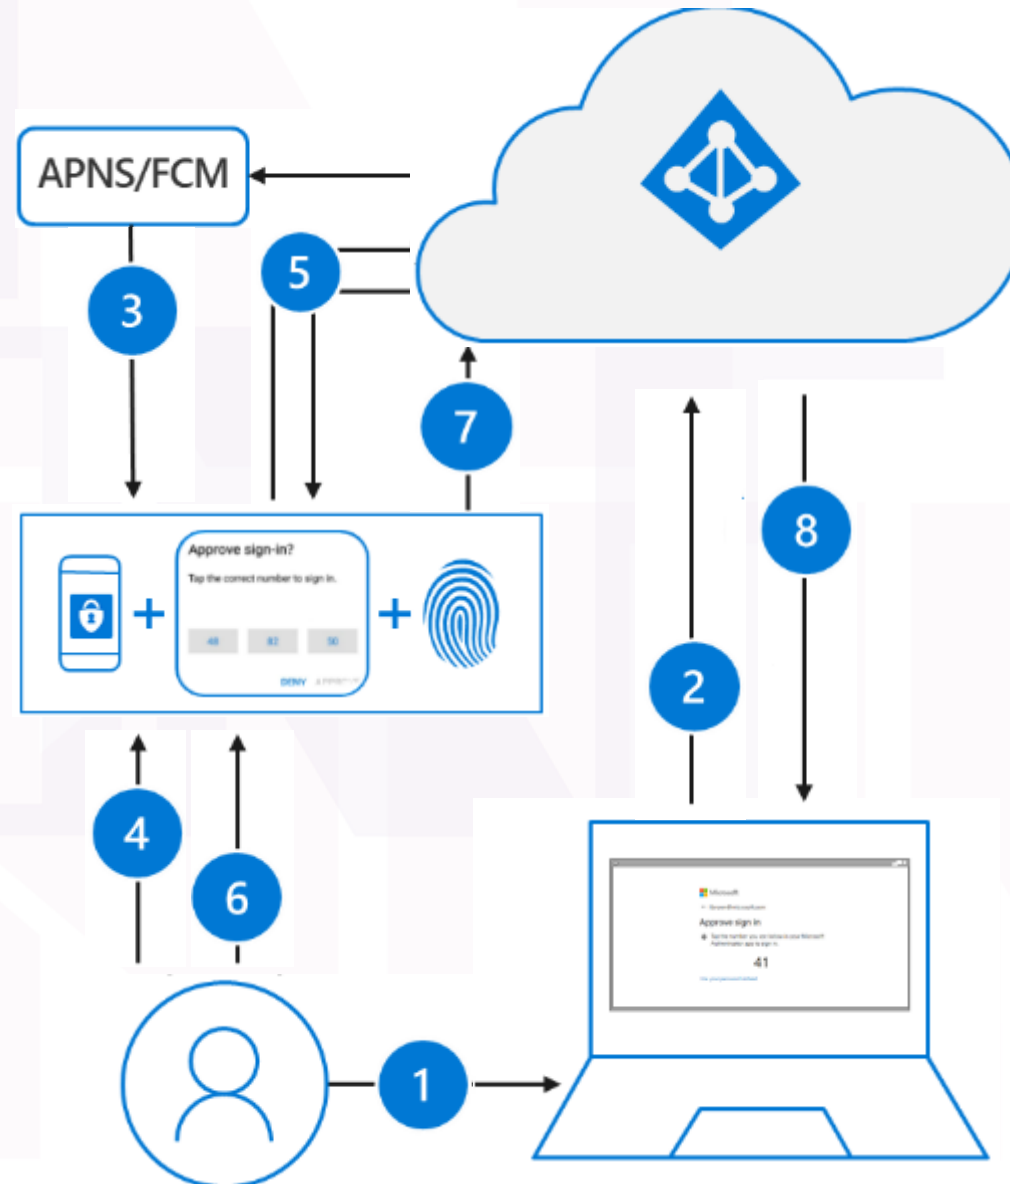 APNS/FCM
3
5
7
Approve sign-in?
Tap the correct number to sign in.
48
82
50
DENY
2
8
4
6
Microsoft
Approve sign in
41
1